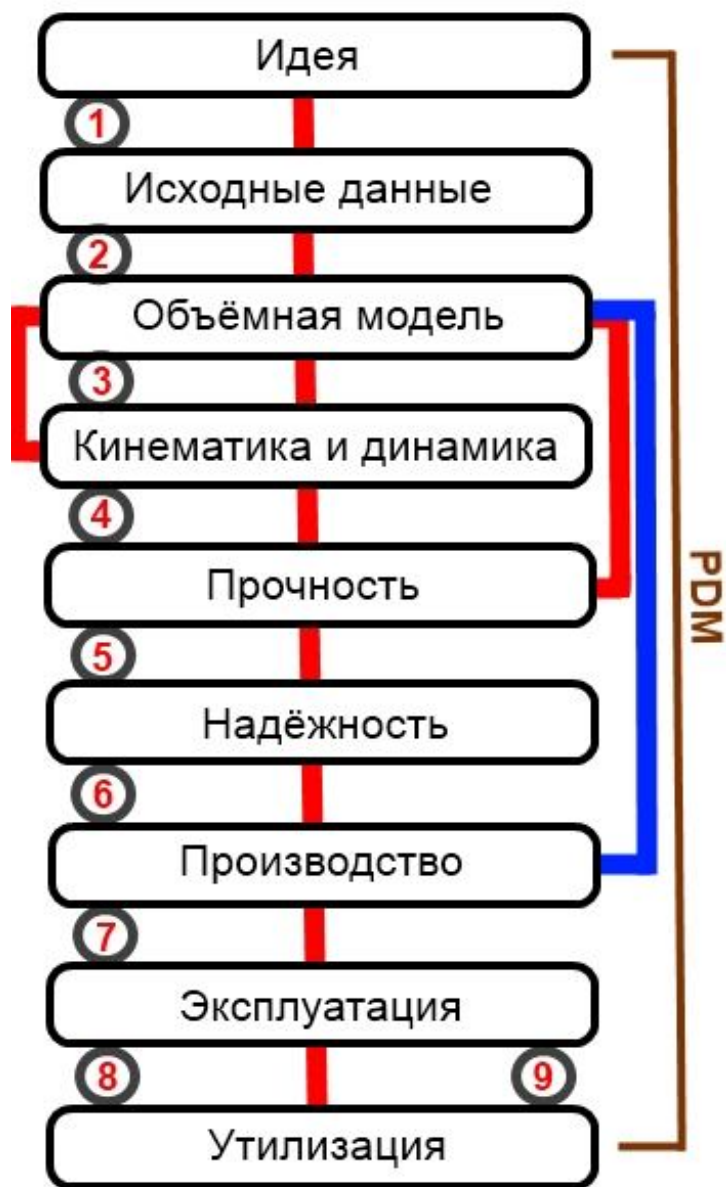 Идея
1
Исходные данные
2
Объёмная модель
3
Кинематика и динамика
4
Прочность
PDM
5
Надёжность
6
Производство
7
Эксплуатация
8
9
Утилизация